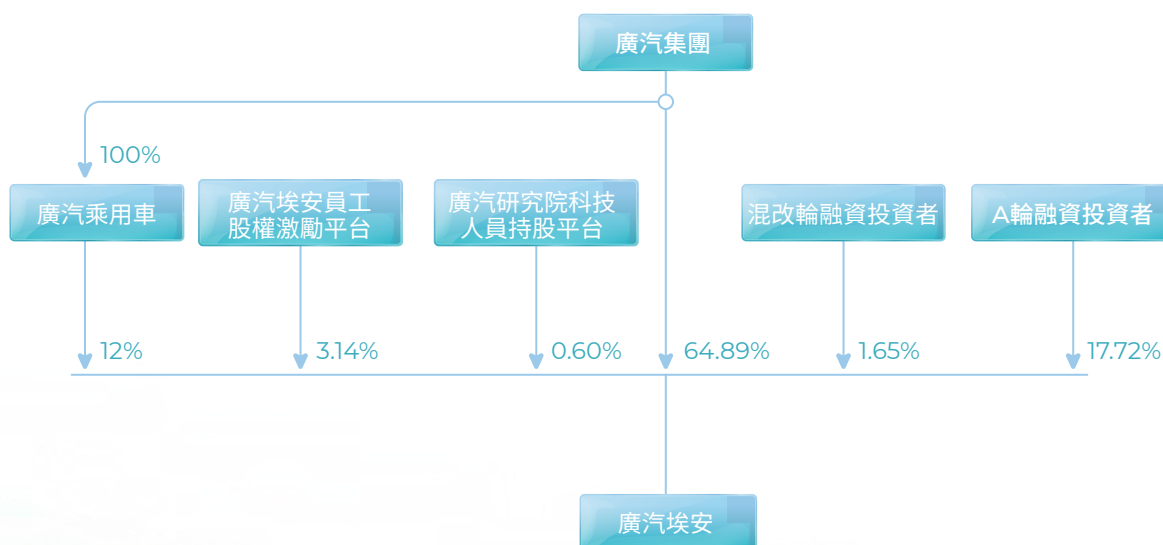 廣汽集團
100%
廣汽乘用車
廣汽埃安員工
股權激勵平台
廣汽研究院科技
人員持股平台
混改輪融資投資者
A輪融資投資者
12%
3.14%
0.60%
64.89%
1.65%
17.72%
廣汽埃安